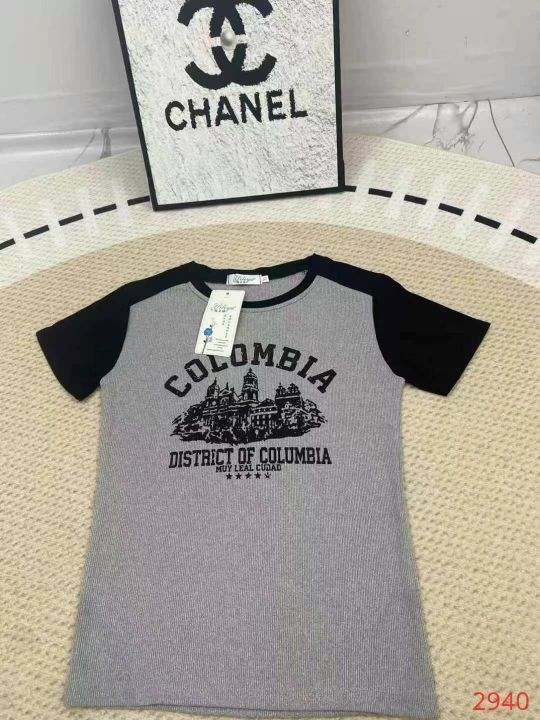 CHANEL
COLOMBIA
DISTRICT OF COLUMBIA
MUY LEAL CUDAD
2940